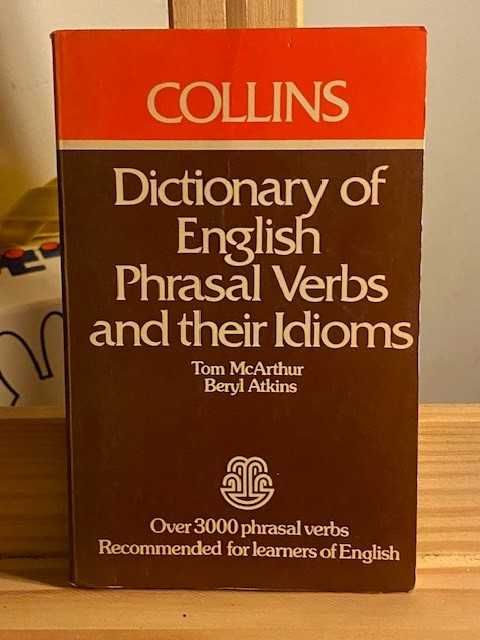 COLLINS
Dictionary of
English
Phrasal Verbs
and their Idioms
Tom McArthur
Beryl Atkins
Over 3000 phrasal verbs
Recommended for learners of English